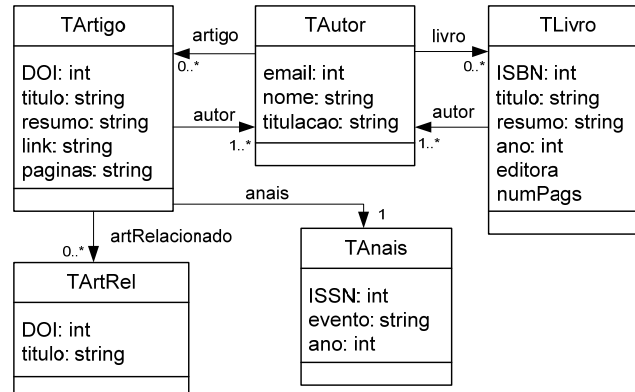 TArtigo
DOI: int
titulo: string
resumo: string
link: string
paginas: string
artigo
0..*
autor
1..*
TAutor
email: int
nome: string
titulacao: string
livro
0..*
autor
1..*
TLivro
ISBN: int
titulo: string
resumo: string
ano: int
editora
numPags
anais
1
artRelacionado
0..*
TArtRel
DOI: int
titulo: string
TAnais
ISSN: int
evento: string
ano: int